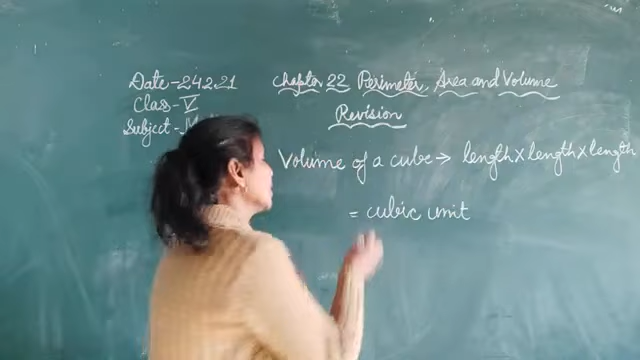 Date-24.2.21
Chapter 22 Perimeter, Area and Volume
Class-V
Revision
Subject-
Volume of a cube → length×length×length
= cubic unit